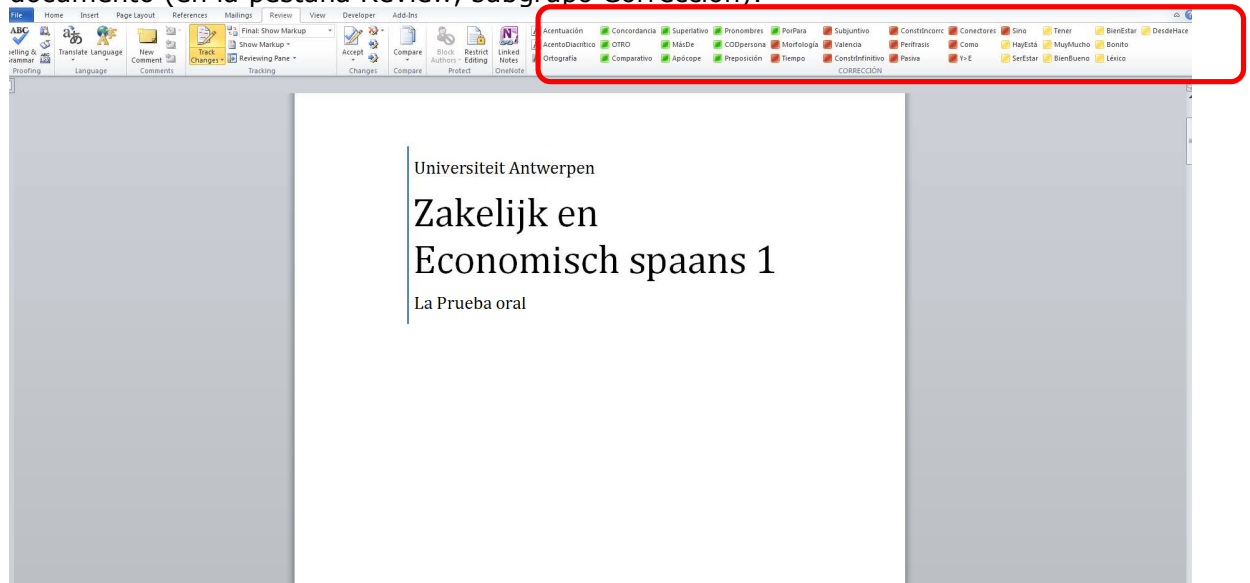 documento (en la pestaña Review, subgrupo Corrección).
File Home Insert Page Layout References Mailings Review View Developer Add-Ins
ABC Final: Show Markup Acentuación Concordancia Superlativo Pronombres PorPara Subjuntivo ConstrIncorrc Conectores Sino Tener BienEstar DesdeHace
Show Markup AcentoDiacrítico OTRO MásDe CODpersona Morfología Valencia Perífrasis Como HayEstá MuyMucho Bonito
Translate Language New Comment Track Changes Reviewing Pane Accept Compare Block Authors Restrict Editing Linked Notes Ortografía Comparativo Apócope Preposición Tiempo ConstrInfinitivo Pasiva Y>E SerEstar BienBueno Léxico
Proofing Language Comments Tracking Changes Compare Protect OneNote CORRECCIÓN
Universiteit Antwerpen
Zakelijk en
Economisch spaans 1
La Prueba oral